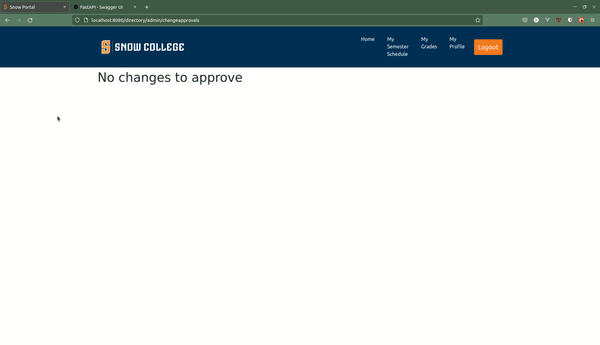 Snow Portal
FastAPI - Swagger UI
localhost:8080/directory/admin/changeapprovals
SNOW COLLEGE
Home
My
Semester
Schedule
My
Grades
My
Profile
Logout
No changes to approve